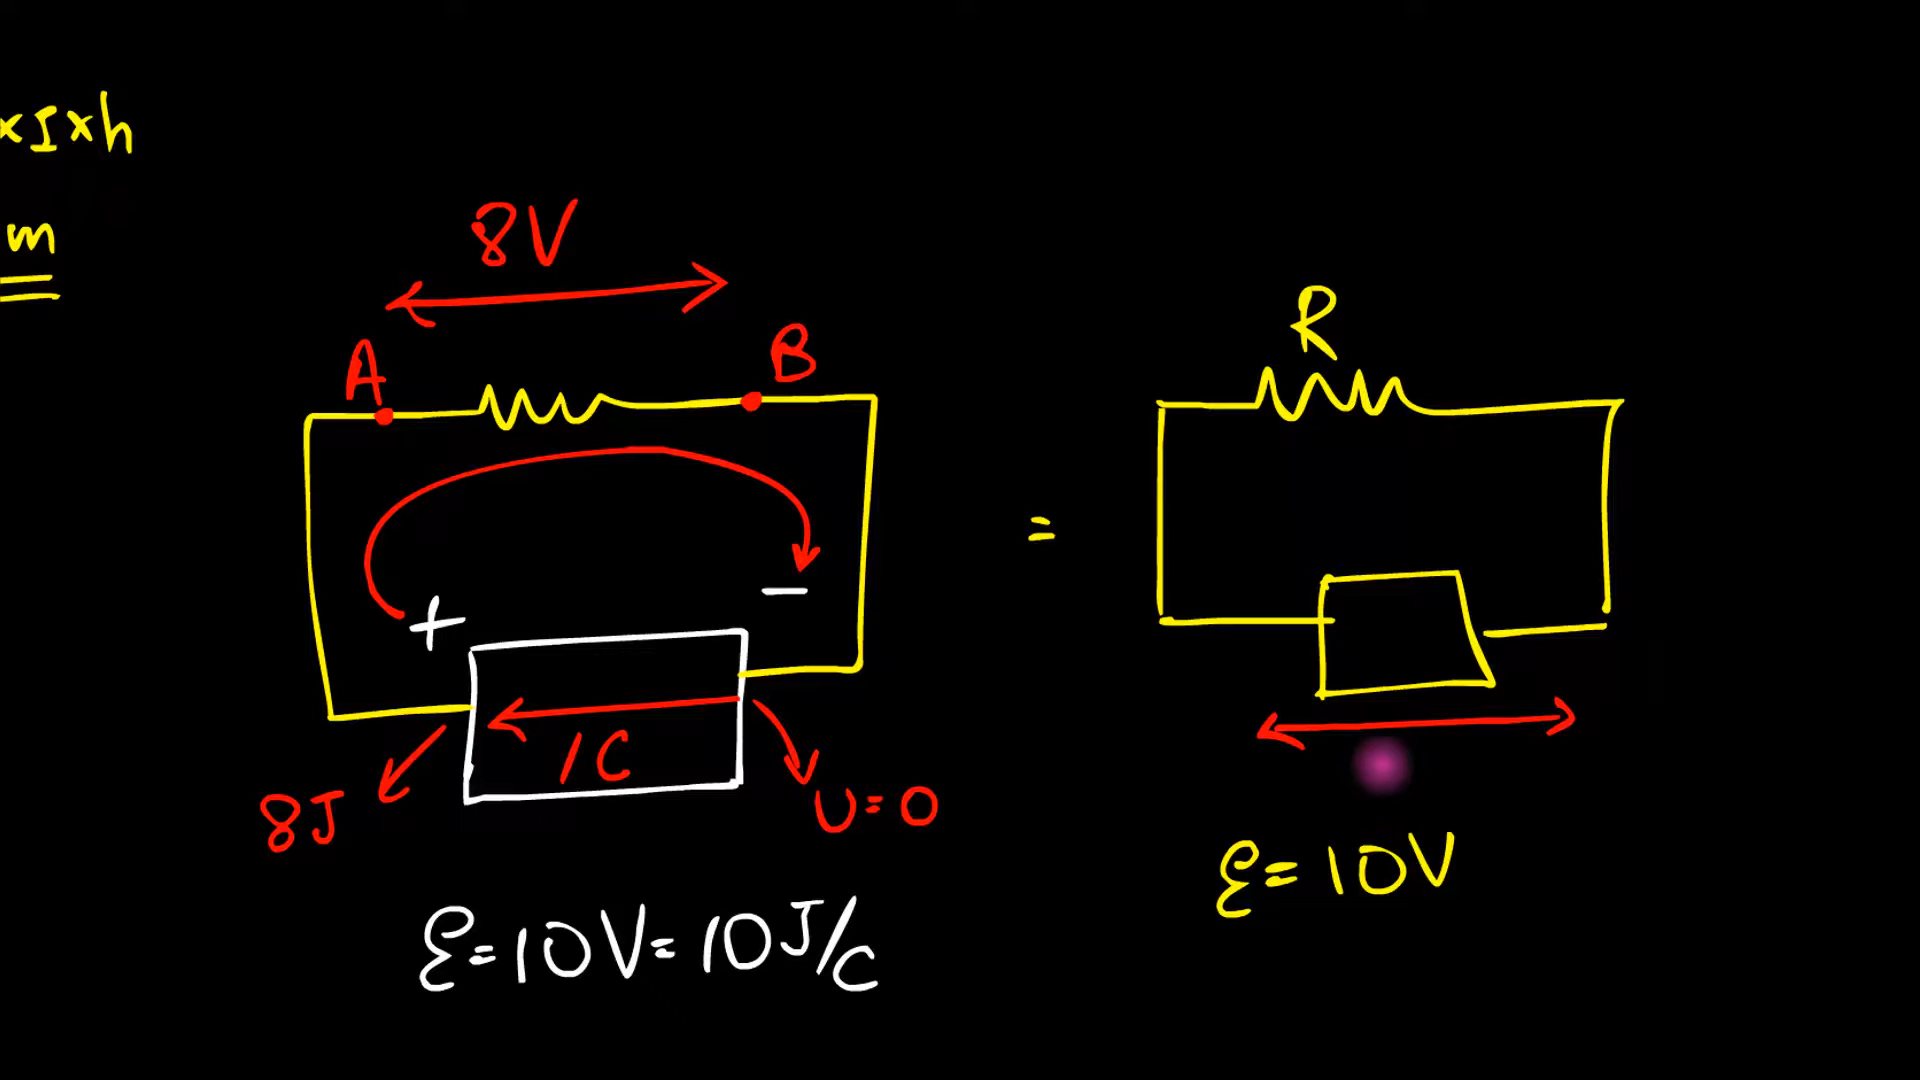 ×I×h
m
8V
A
B
R
=
+
−
1C
8J
U=0
ε=10V
ε=10V=10J/C